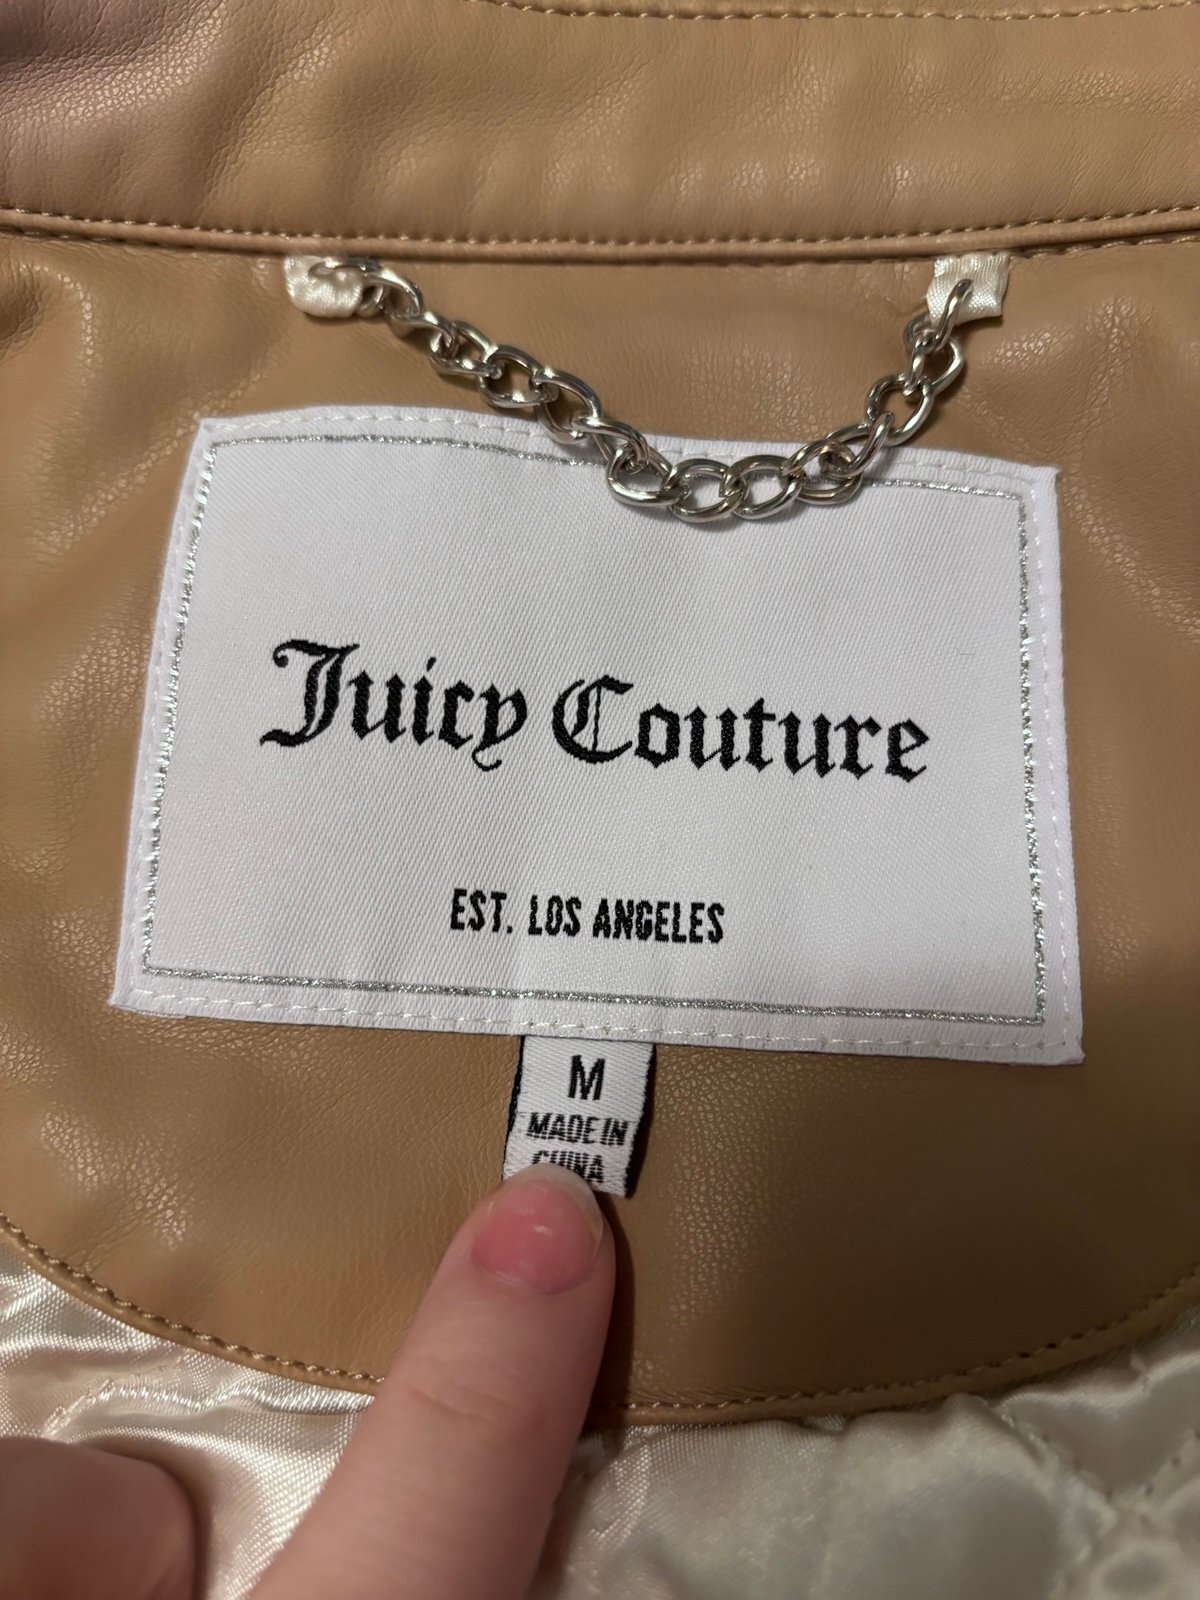 Juicy Couture
EST. LOS ANGELES
M
MADE IN
CHINA